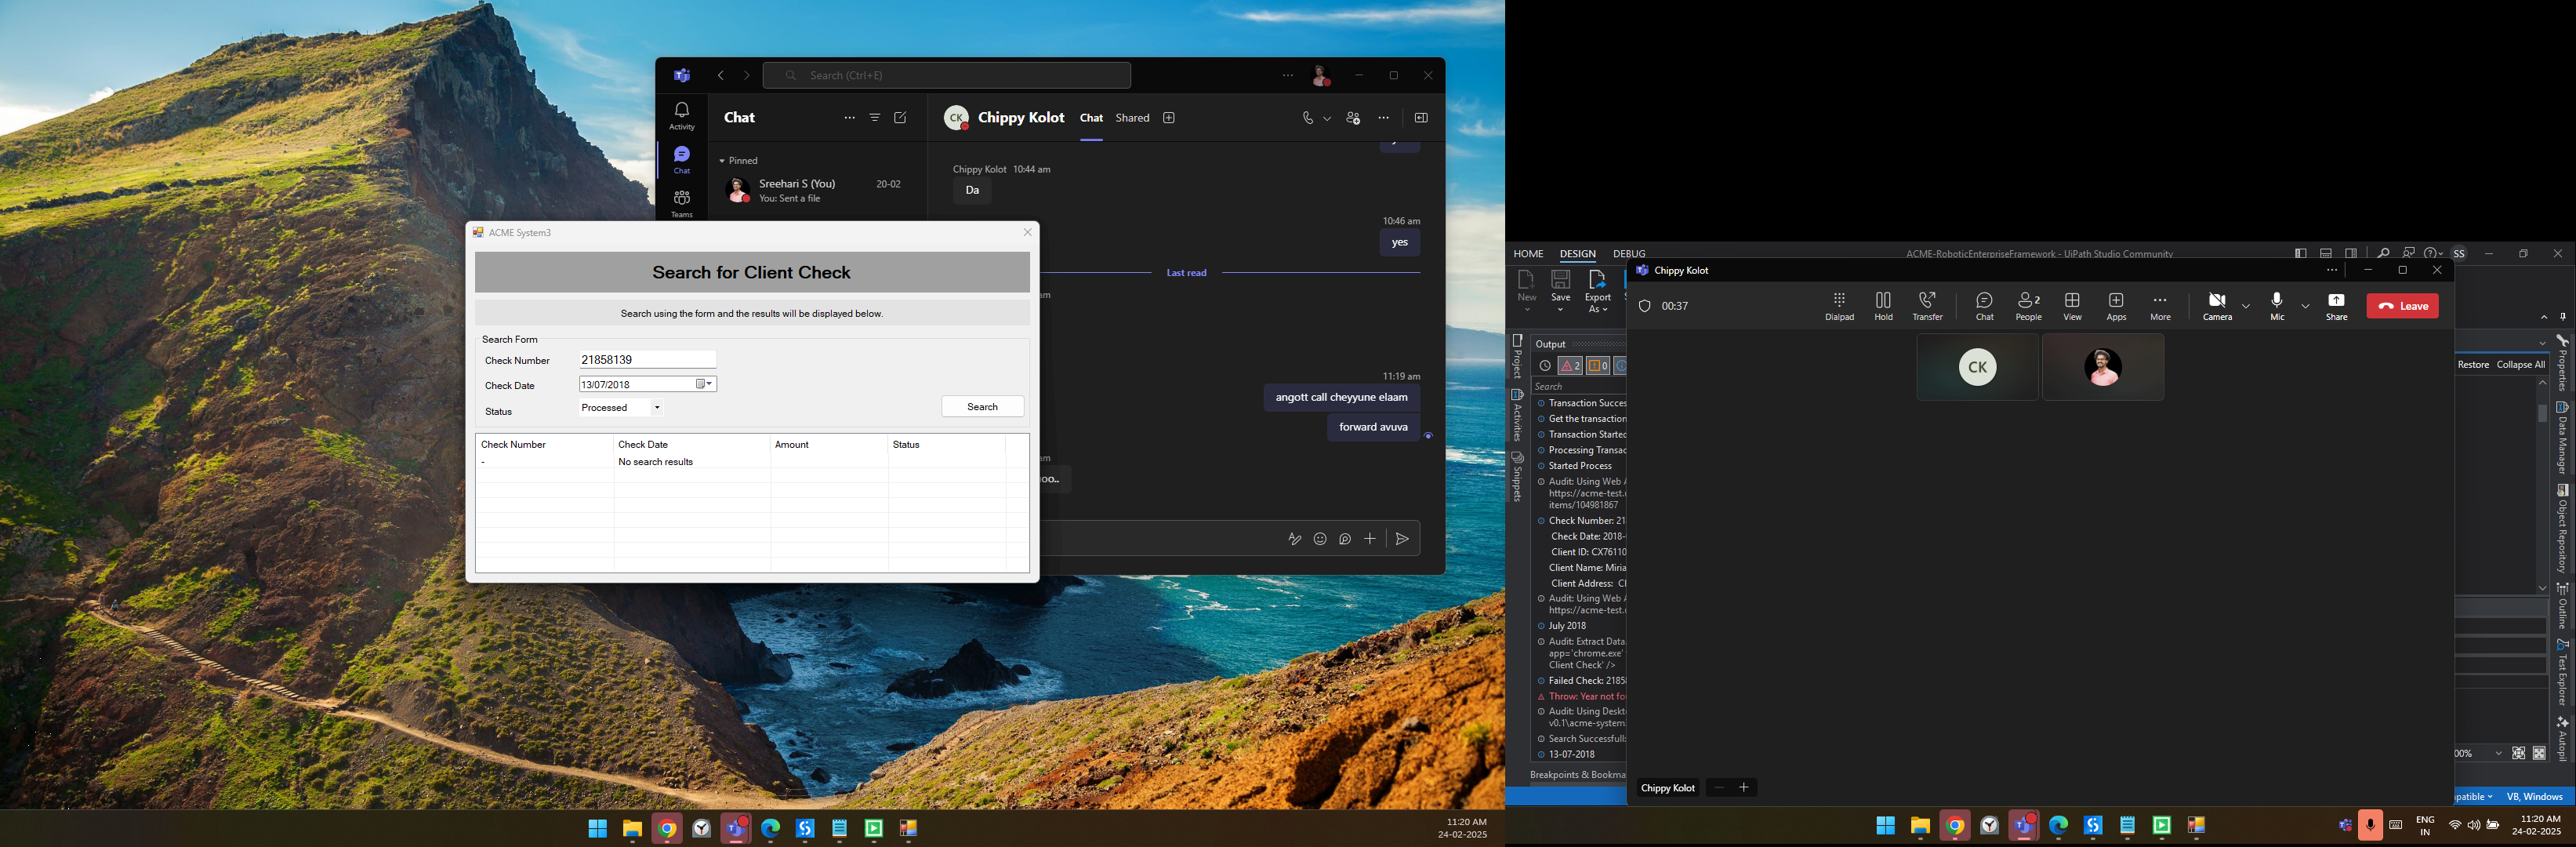 Search (Ctrl+E)
Activity
Chat
Teams
Chat
Pinned
Sreehari S (You)
20-02
You: Sent a file
CK
Chippy Kolot
Chat
Shared
Chippy Kolot 10:44 am
Da
10:46 am
yes
Last read
am
11:19 am
angott call cheyyune elaam
forward avuva
am
oo..
ACME System3
Search for Client Check
Search using the form and the results will be displayed below.
Search Form
Check Number
21858139
Check Date
13/07/2018
Status
Processed
Search
Check Number
Check Date
Amount
Status
-
No search results
11:20 AM
24-02-2025
HOME
DESIGN
DEBUG
ACME-RoboticEnterpriseFramework - UiPath Studio Community
SS
New
Save
Export
As
Project
Activities
Snippets
Output
2
0
Search
Transaction Succes
Get the transaction
Transaction Started
Processing Transac
Started Process
Audit: Using Web A
https://acme-test.
items/104981867
Check Number: 21
Check Date: 2018-
Client ID: CX76110
Client Name: Miria
Client Address: Cl
Audit: Using Web A
https://acme-test.
July 2018
Audit: Extract Data.
app='chrome.exe'
Client Check' />
Failed Check: 2185
Throw: Year not fo
Audit: Using Deskt
v0.1\acme-system
Search Successfull:
13-07-2018
Breakpoints & Bookma
Chippy Kolot
00:37
Dialpad
Hold
Transfer
Chat
2
People
View
Apps
More
Camera
Mic
Share
Leave
CK
Chippy Kolot
Restore
Collapse All
Properties
Data Manager
Object Repository
Outline
Test Explorer
Autopil
00%
patible
VB, Windows
ENG
IN
11:20 AM
24-02-2025